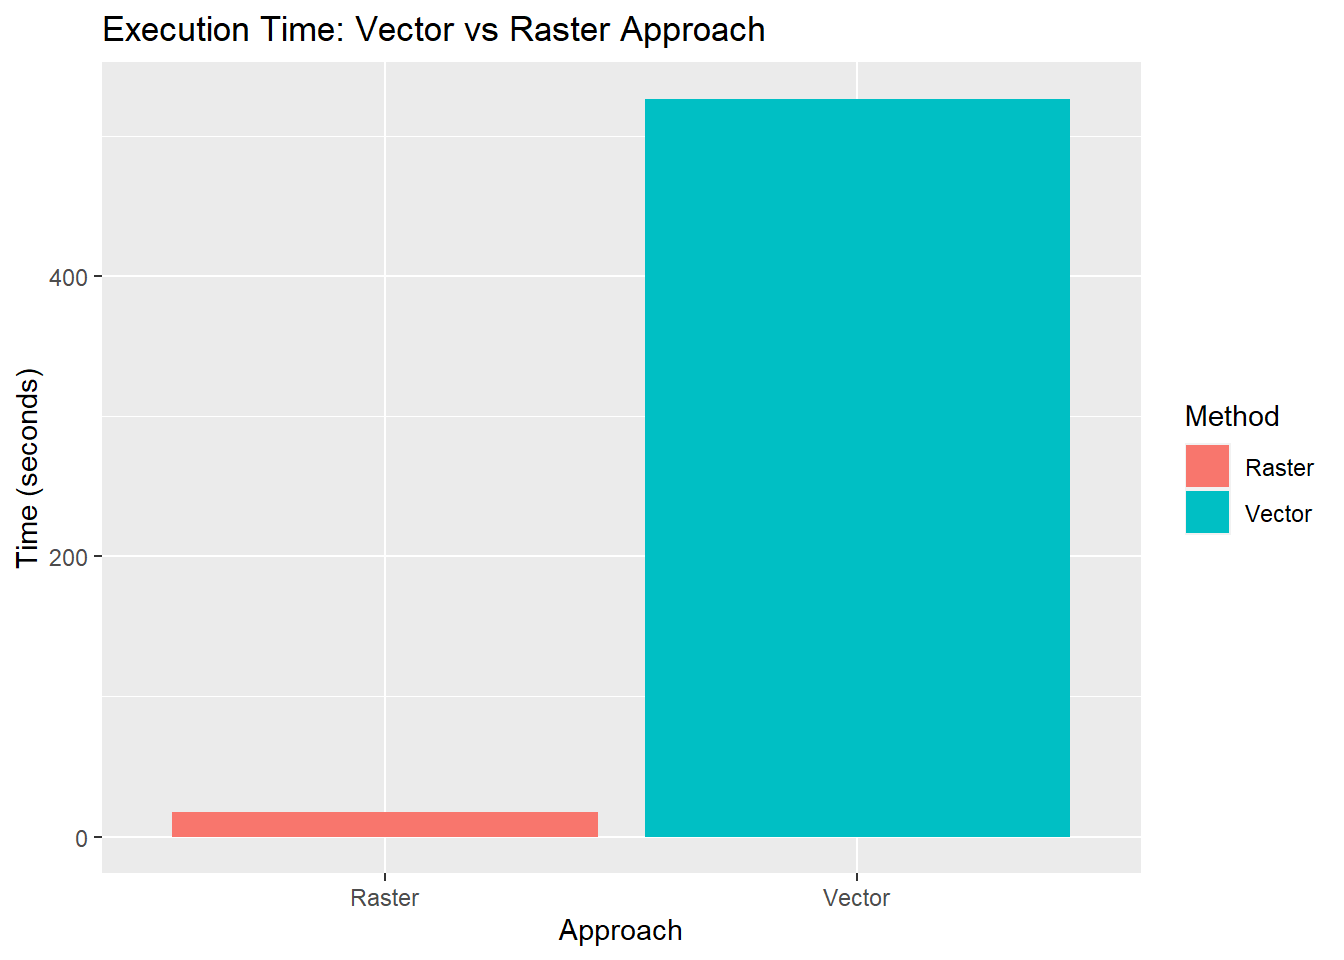 Execution Time: Vector vs Raster Approach
Time (seconds)
400
200
0
Raster
Vector
Approach
Method
Raster
Vector